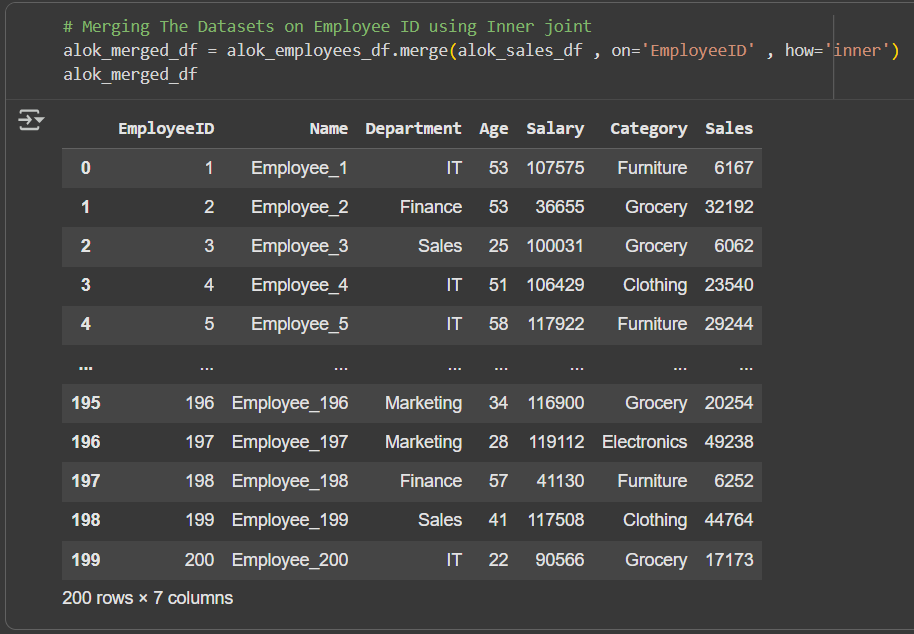 # Merging The Datasets on Employee ID using Inner joint
alok_merged_df = alok_employees_df.merge(alok_sales_df , on='EmployeeID' , how='inner')
alok_merged_df
EmployeeID Name Department Age Salary Category Sales
0 1 Employee_1 IT 53 107575 Furniture 6167
1 2 Employee_2 Finance 53 36655 Grocery 32192
2 3 Employee_3 Sales 25 100031 Grocery 6062
3 4 Employee_4 IT 51 106429 Clothing 23540
4 5 Employee_5 IT 58 117922 Furniture 29244
... ... ... ... ... ... ... ...
195 196 Employee_196 Marketing 34 116900 Grocery 20254
196 197 Employee_197 Marketing 28 119112 Electronics 49238
197 198 Employee_198 Finance 57 41130 Furniture 6252
198 199 Employee_199 Sales 41 117508 Clothing 44764
199 200 Employee_200 IT 22 90566 Grocery 17173
200 rows × 7 columns